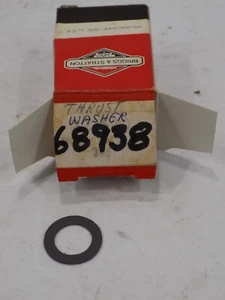 BRIGGS & STRATTON
THRUST
WASHER
68938